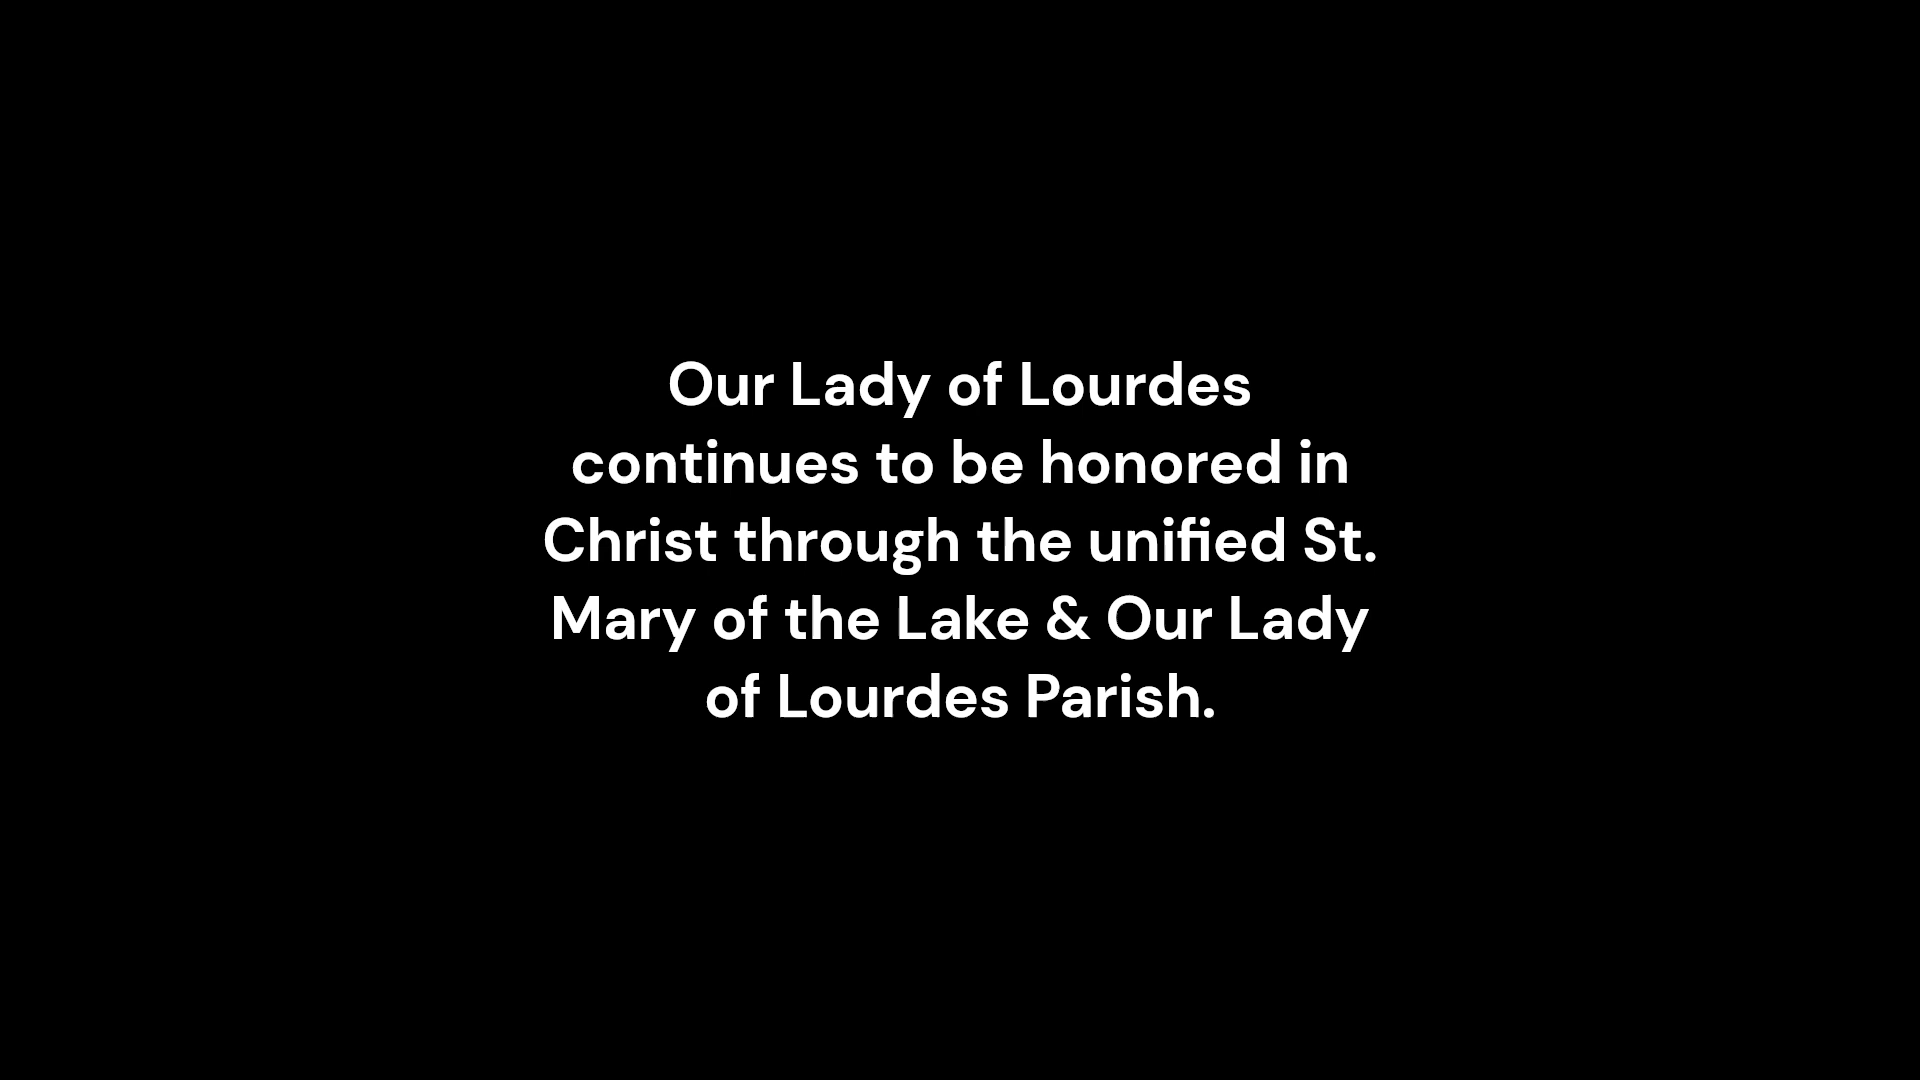 Our Lady of Lourdes
continues to be honored in
Christ through the unified St.
Mary of the Lake & Our Lady
of Lourdes Parish.